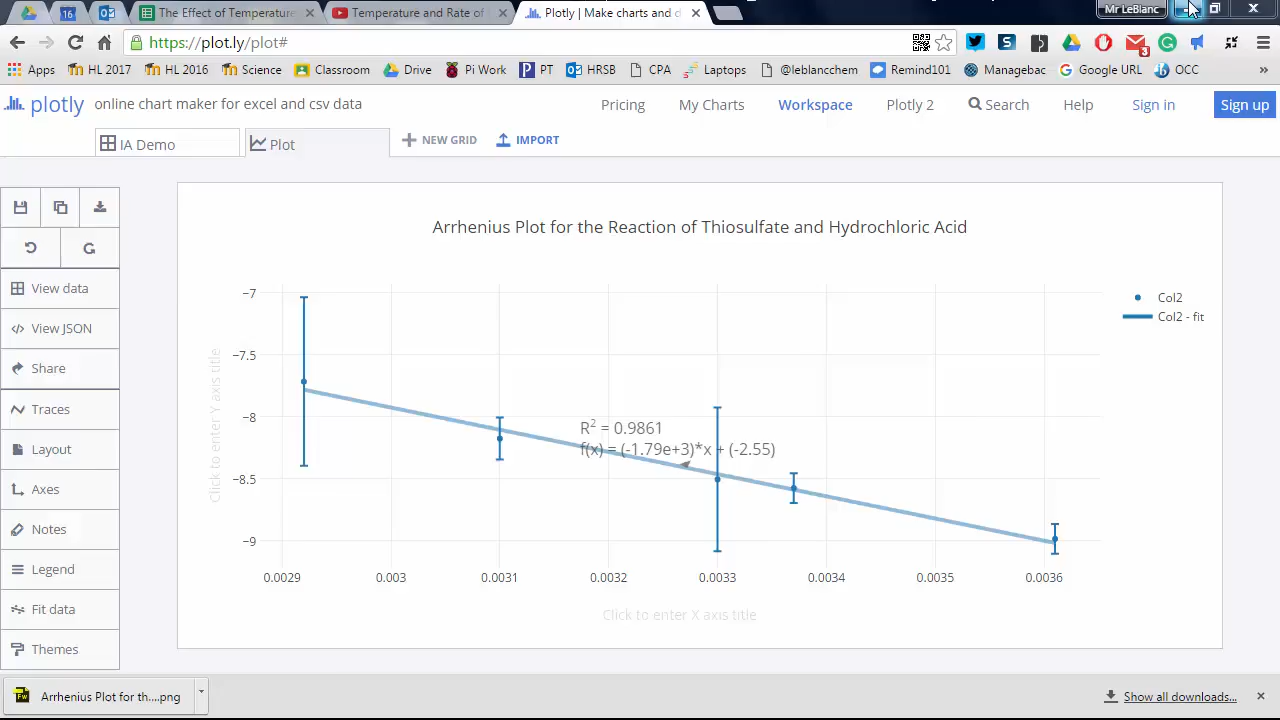 16
The Effect of Temperature
Temperature and Rate of
Plotly | Make charts and d
Mr LeBlanc
https://plot.ly/plot#
3
Apps
HL 2017
HL 2016
Science
Classroom
Drive
Pi Work
PT
HRSB
CPA
Laptops
@leblancchem
Remind101
Managebac
Google URL
OCC
»
plotly
online chart maker for excel and csv data
Pricing
My Charts
Workspace
Plotly 2
Search
Help
Sign in
Sign up
IA Demo
Plot
NEW GRID
IMPORT
View data
View JSON
Share
Traces
Layout
Axes
Notes
Legend
Fit data
Themes
Arrhenius Plot for the Reaction of Thiosulfate and Hydrochloric Acid
Col2
Col2 - fit
−7
−7.5
−8
−8.5
−9
Click to enter Y axis title
R² = 0.9861
f(x) = (-1.79e+3)*x + (-2.55)
0.0029
0.003
0.0031
0.0032
0.0033
0.0034
0.0035
0.0036
Click to enter X axis title
Arrhenius Plot for th....png
Show all downloads...